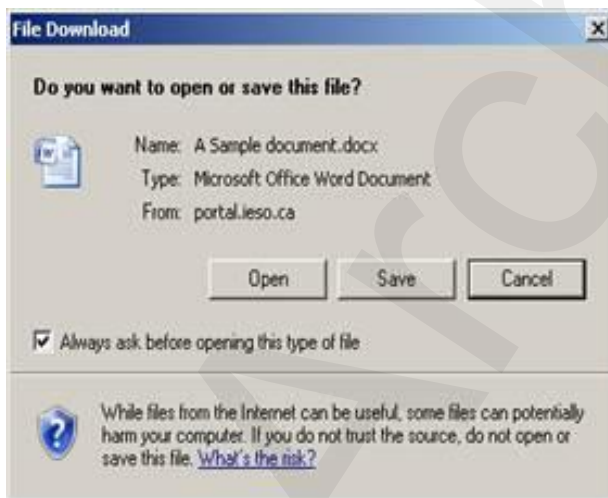 File Download
Do you want to open or save this file?
Name: A Sample document.docx
Type: Microsoft Office Word Document
From: portal.ieso.ca
Open Save Cancel
Always ask before opening this type of file
While files from the Internet can be useful, some files can potentially
harm your computer. If you do not trust the source, do not open or
save this file. What's the risk?